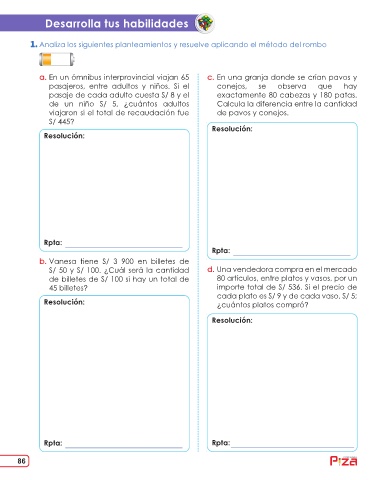 Desarrolla tus habilidades
1. Analiza los siguientes planteamientos y resuelve aplicando el método del rombo
a. En un ómnibus interprovincial viajan 65
pasajeros, entre adultos y niños. Si el
pasaje de cada adulto cuesta S/ 8 y el
de un niño S/ 5, ¿cuántos adultos
viajaron si el total de recaudación fue
S/ 445?
Resolución:
Rpta:
b. Vanesa tiene S/ 3 900 en billetes de
S/ 50 y S/ 100. ¿Cuál será la cantidad
de billetes de S/ 100 si hay un total de
45 billetes?
Resolución:
Rpta:
c. En una granja donde se crían pavos y
conejos, se observa que hay
exactamente 80 cabezas y 180 patas.
Calcula la diferencia entre la cantidad
de pavos y conejos.
Resolución:
Rpta:
d. Una vendedora compra en el mercado
80 artículos, entre platos y vasos, por un
importe total de S/ 536. Si el precio de
cada plato es S/ 9 y de cada vaso, S/ 5;
¿cuántos platos compró?
Resolución:
Rpta:
86